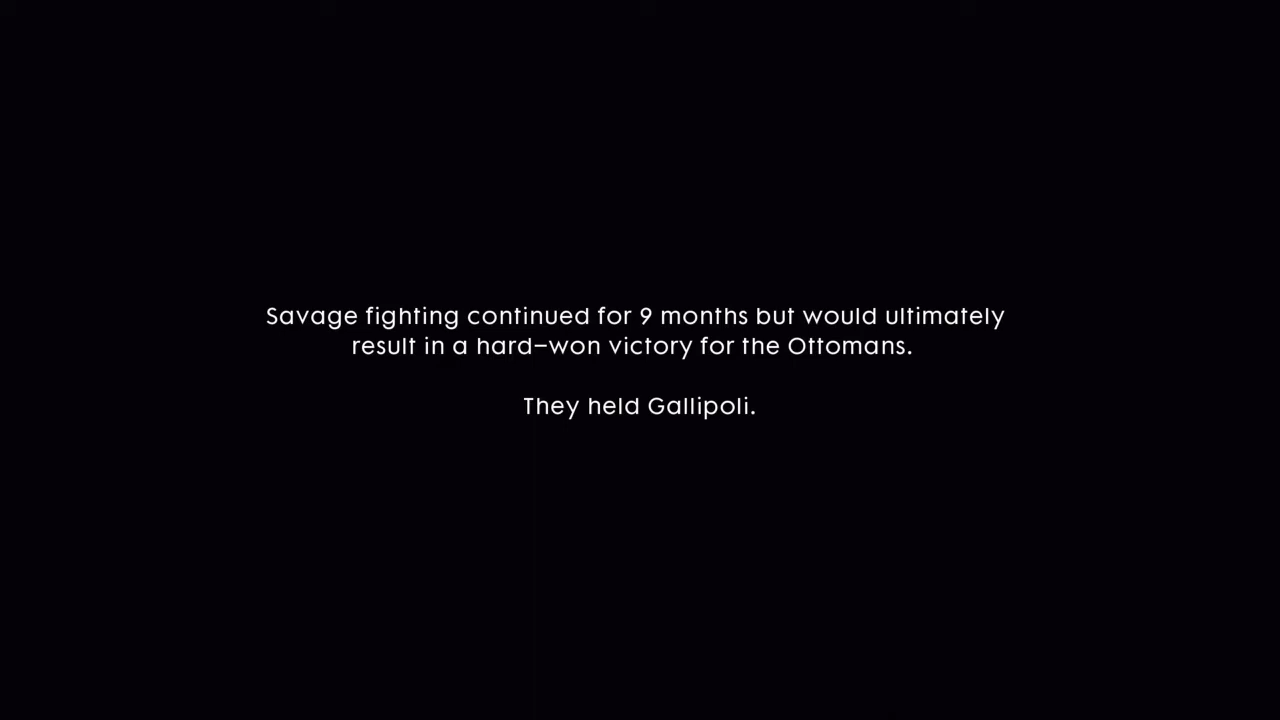 Savage fighting continued for 9 months but would ultimately
result in a hard–won victory for the Ottomans.
They held Gallipoli.